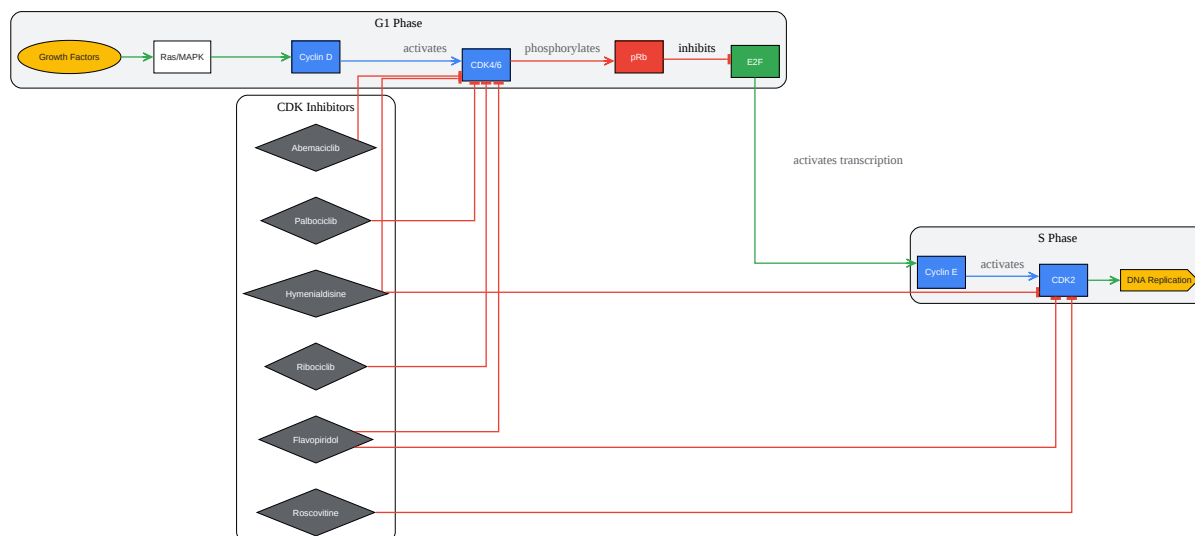 G1 Phase
Growth Factors
Ras/MAPK
Cyclin D
activates
CDK4/6
phosphorylates
pRb
inhibits
E2F
CDK Inhibitors
Abemaciclib
Palbociclib
Hymenialdisine
Ribociclib
Flavopiridol
Roscovitine
activates transcription
S Phase
Cyclin E
activates
CDK2
DNA Replication